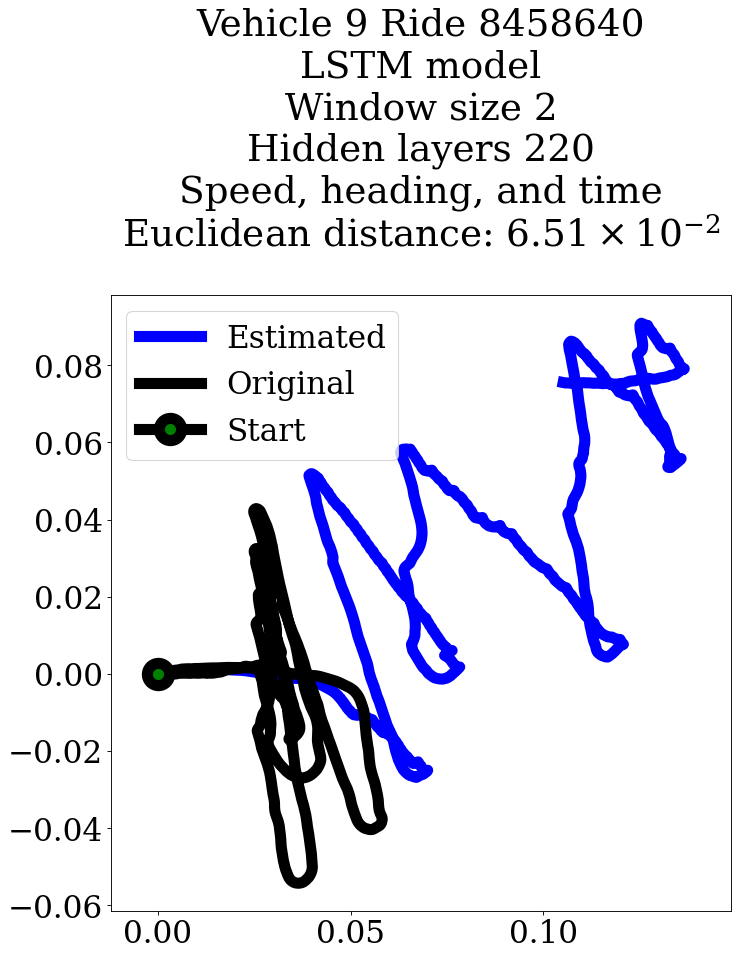 Vehicle 9 Ride 8458640
LSTM model
Window size 2
Hidden layers 220
Speed, heading, and time
Euclidean distance: 6.51 × 10⁻²
Estimated
Original
Start
0.08
0.06
0.04
0.02
0.00
−0.02
−0.04
−0.06
0.00 0.05 0.10